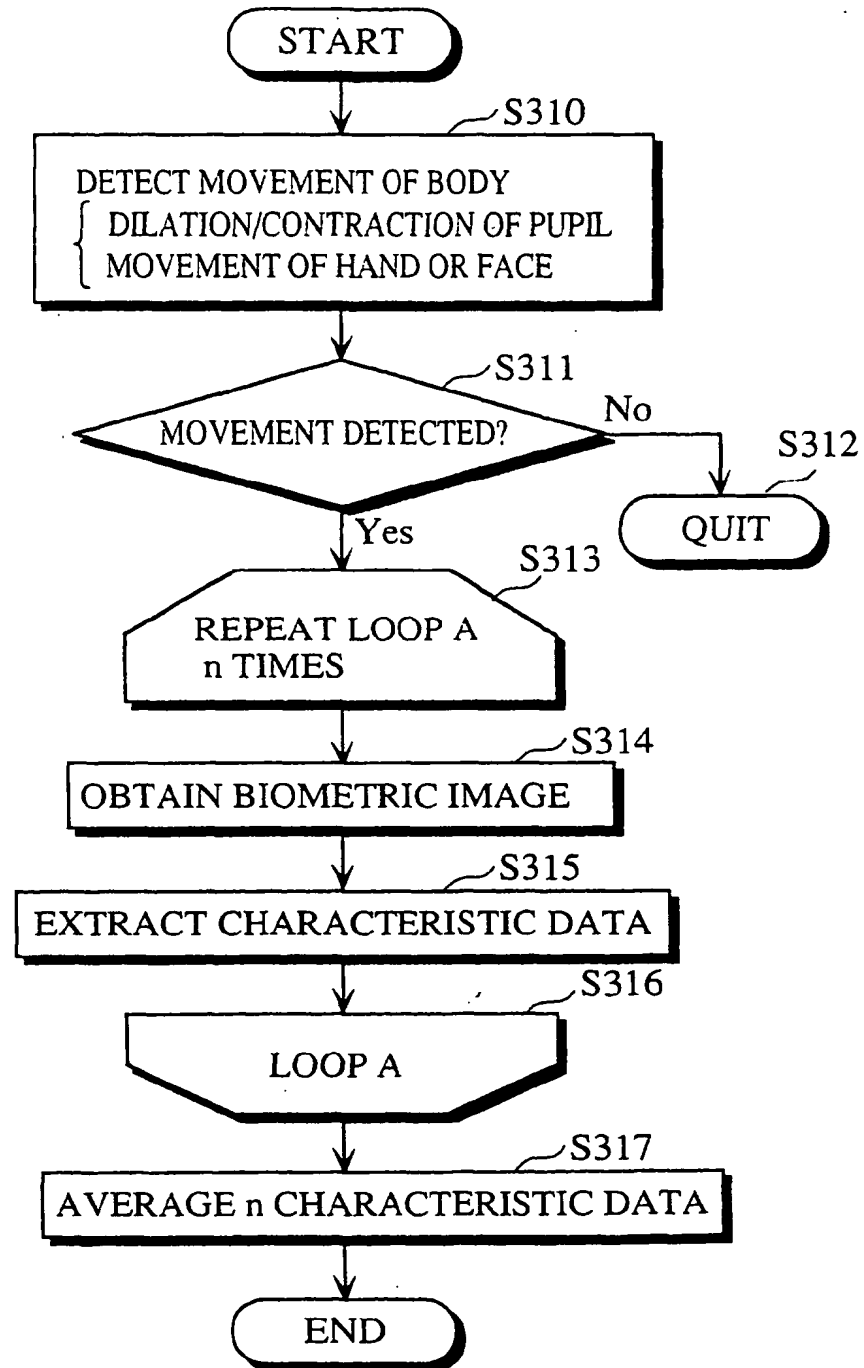 START
S310
DETECT MOVEMENT OF BODY
DILATION/CONTRACTION OF PUPIL
MOVEMENT OF HAND OR FACE
S311
MOVEMENT DETECTED?
No
S312
QUIT
Yes
S313
REPEAT LOOP A
n TIMES
S314
OBTAIN BIOMETRIC IMAGE
S315
EXTRACT CHARACTERISTIC DATA
S316
LOOP A
S317
AVERAGE n CHARACTERISTIC DATA
END